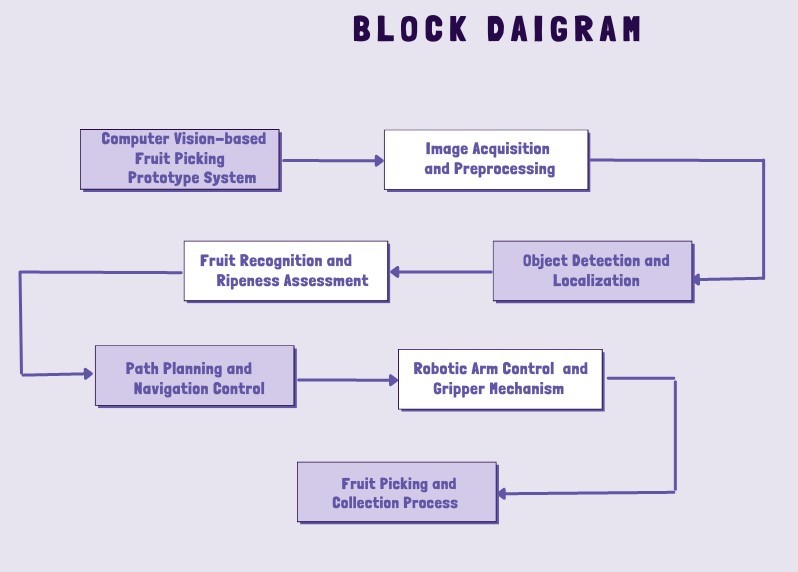 BLOCK DAIGRAM
Computer Vision-based
Fruit Picking
Prototype System
Image Acquisition
and Preprocessing
Object Detection and
Localization
Fruit Recognition and
Ripeness Assessment
Path Planning and
Navigation Control
Robotic Arm Control and
Gripper Mechanism
Fruit Picking and
Collection Process